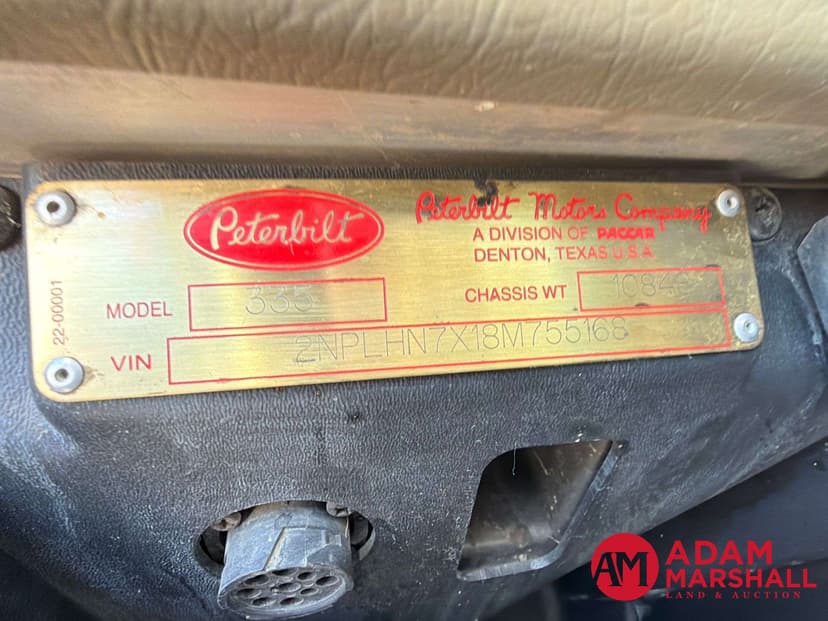 Peterbilt
Peterbilt Motors Company
A DIVISION OF PACCAR
DENTON, TEXAS U.S.A.
MODEL 335
CHASSIS WT
VIN 2NPLHN7X18M755168
22-00001
AM ADAM
MARSHALL
LAND & AUCTION